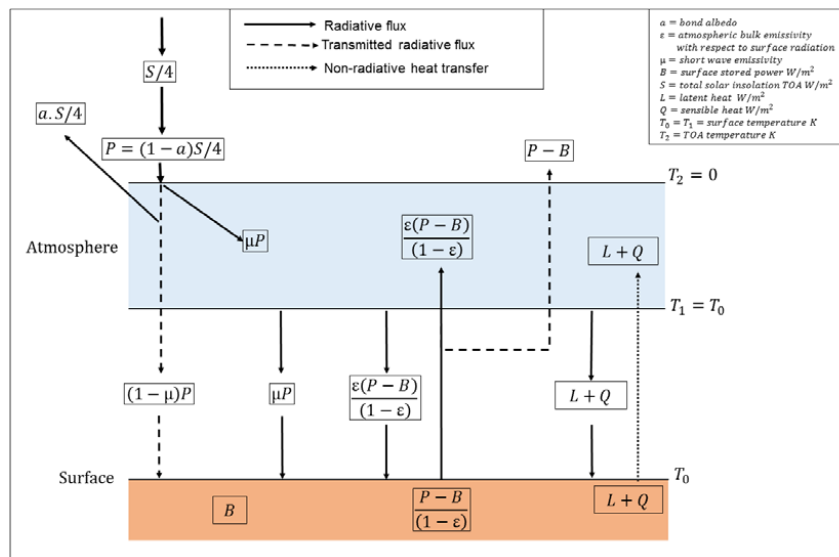 Radiative flux
Transmitted radiative flux
Non-radiative heat transfer
a = bond albedo
ε = atmospheric bulk emissivity
with respect to surface radiation
μ = short wave emissivity
B = surface stored power W/m²
S = total solar insolation TOA W/m²
L = latent heat W/m²
Q = sensible heat W/m²
T₀ = T₁ = surface temperature K
T₂ = TOA temperature K
S/4
a.S/4
P = (1 − a)S/4
P − B
T₂ = 0
Atmosphere
μP
ε(P − B)
(1 − ε)
L + Q
T₁ = T₀
(1 − μ)P
μP
ε(P − B)
(1 − ε)
L + Q
Surface
T₀
B
P − B
(1 − ε)
L + Q